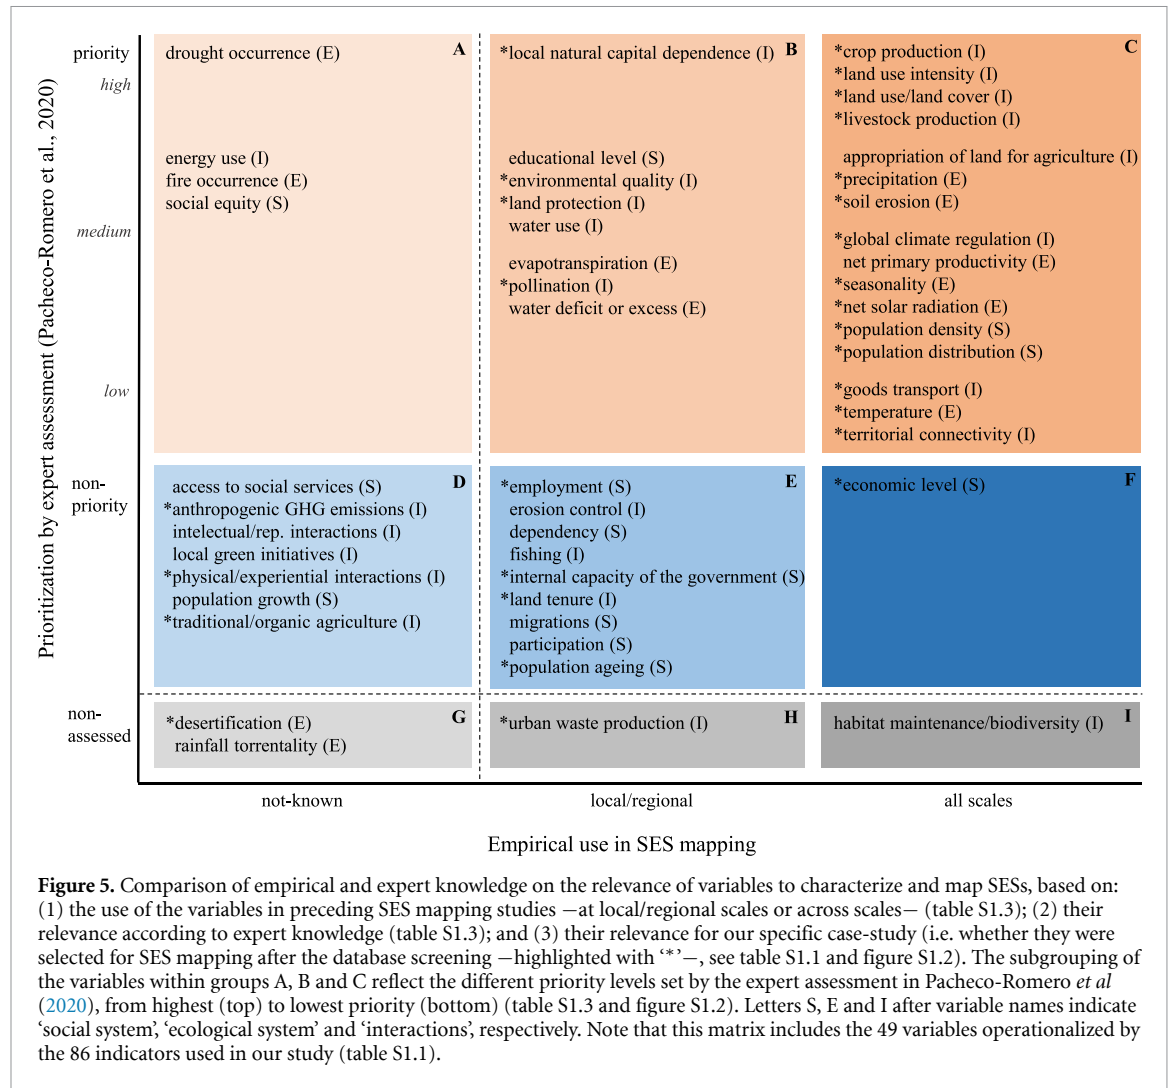 Prioritization by expert assessment (Pacheco-Romero et al., 2020)
priority
high
medium
low
non-
priority
non-
assessed
A
drought occurrence (E)
energy use (I)
fire occurrence (E)
social equity (S)
B
*local natural capital dependence (I)
educational level (S)
*environmental quality (I)
*land protection (I)
water use (I)
evapotranspiration (E)
*pollination (I)
water deficit or excess (E)
C
*crop production (I)
*land use intensity (I)
*land use/land cover (I)
*livestock production (I)
appropriation of land for agriculture (I)
*precipitation (E)
*soil erosion (E)
*global climate regulation (I)
net primary productivity (E)
*seasonality (E)
*net solar radiation (E)
*population density (S)
*population distribution (S)
*goods transport (I)
*temperature (E)
*territorial connectivity (I)
D
access to social services (S)
*anthropogenic GHG emissions (I)
intelectual/rep. interactions (I)
local green initiatives (I)
*physical/experiential interactions (I)
population growth (S)
*traditional/organic agriculture (I)
E
*employment (S)
erosion control (I)
dependency (S)
fishing (I)
*internal capacity of the government (S)
*land tenure (I)
migrations (S)
participation (S)
*population ageing (S)
F
*economic level (S)
G
*desertification (E)
rainfall torrentality (E)
H
*urban waste production (I)
I
habitat maintenance/biodiversity (I)
not-known
local/regional
all scales
Empirical use in SES mapping
Figure 5. Comparison of empirical and expert knowledge on the relevance of variables to characterize and map SESs, based on:
(1) the use of the variables in preceding SES mapping studies —at local/regional scales or across scales— (table S1.3); (2) their
relevance according to expert knowledge (table S1.3); and (3) their relevance for our specific case-study (i.e. whether they were
selected for SES mapping after the database screening —highlighted with ‘*’—, see table S1.1 and figure S1.2). The subgrouping of
the variables within groups A, B and C reflect the different priority levels set by the expert assessment in Pacheco-Romero et al
(2020), from highest (top) to lowest priority (bottom) (table S1.3 and figure S1.2). Letters S, E and I after variable names indicate
‘social system’, ‘ecological system’ and ‘interactions’, respectively. Note that this matrix includes the 49 variables operationalized by
the 86 indicators used in our study (table S1.1).